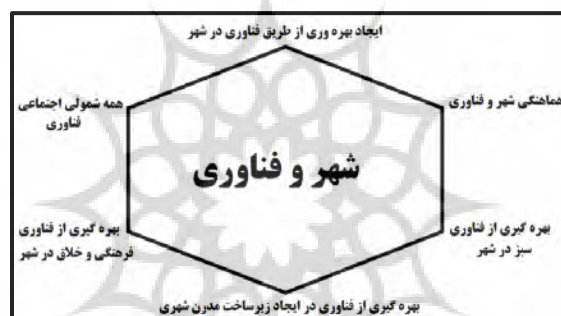 ایجاد بهره وری از طریق فناوری در شهر
هماهنگی شهر و فناوری
همه شمولی اجتماعی
فناوری
شهر و فناوری
بهره گیری از فناوری
سبز در شهر
بهره گیری از فناوری
فرهنگی و خلاق در شهر
بهره گیری از فناوری در ایجاد زیرساخت مدرن شهری